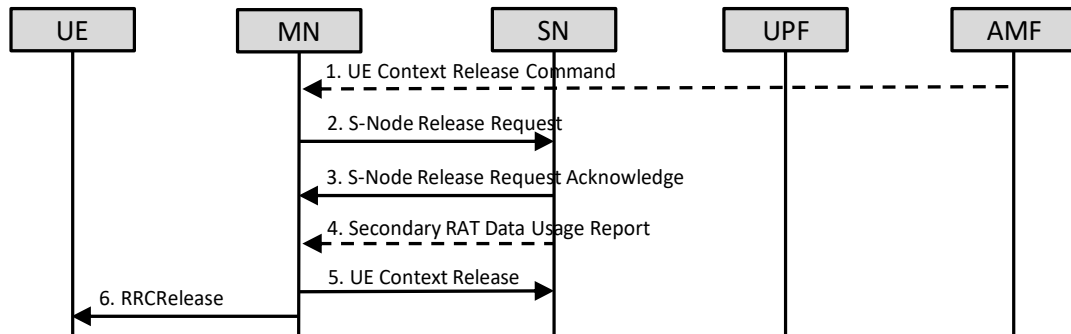 UE
MN
SN
UPF
AMF
1. UE Context Release Command
2. S-Node Release Request
3. S-Node Release Request Acknowledge
4. Secondary RAT Data Usage Report
5. UE Context Release
6. RRCRelease